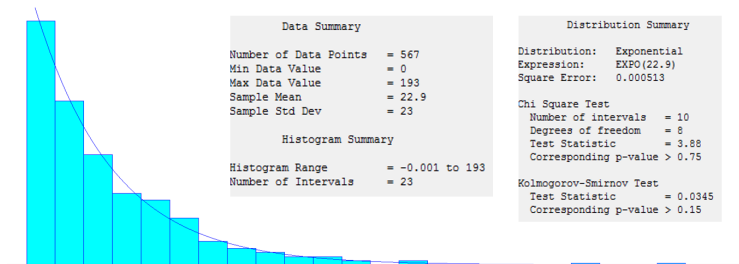 Data Summary
Number of Data Points = 567
Min Data Value = 0
Max Data Value = 193
Sample Mean = 22.9
Sample Std Dev = 23
Histogram Summary
Histogram Range = -0.001 to 193
Number of Intervals = 23
Distribution Summary
Distribution: Exponential
Expression: EXPO(22.9)
Square Error: 0.000513
Chi Square Test
Number of intervals = 10
Degrees of freedom = 8
Test Statistic = 3.88
Corresponding p-value > 0.75
Kolmogorov-Smirnov Test
Test Statistic = 0.0345
Corresponding p-value > 0.15